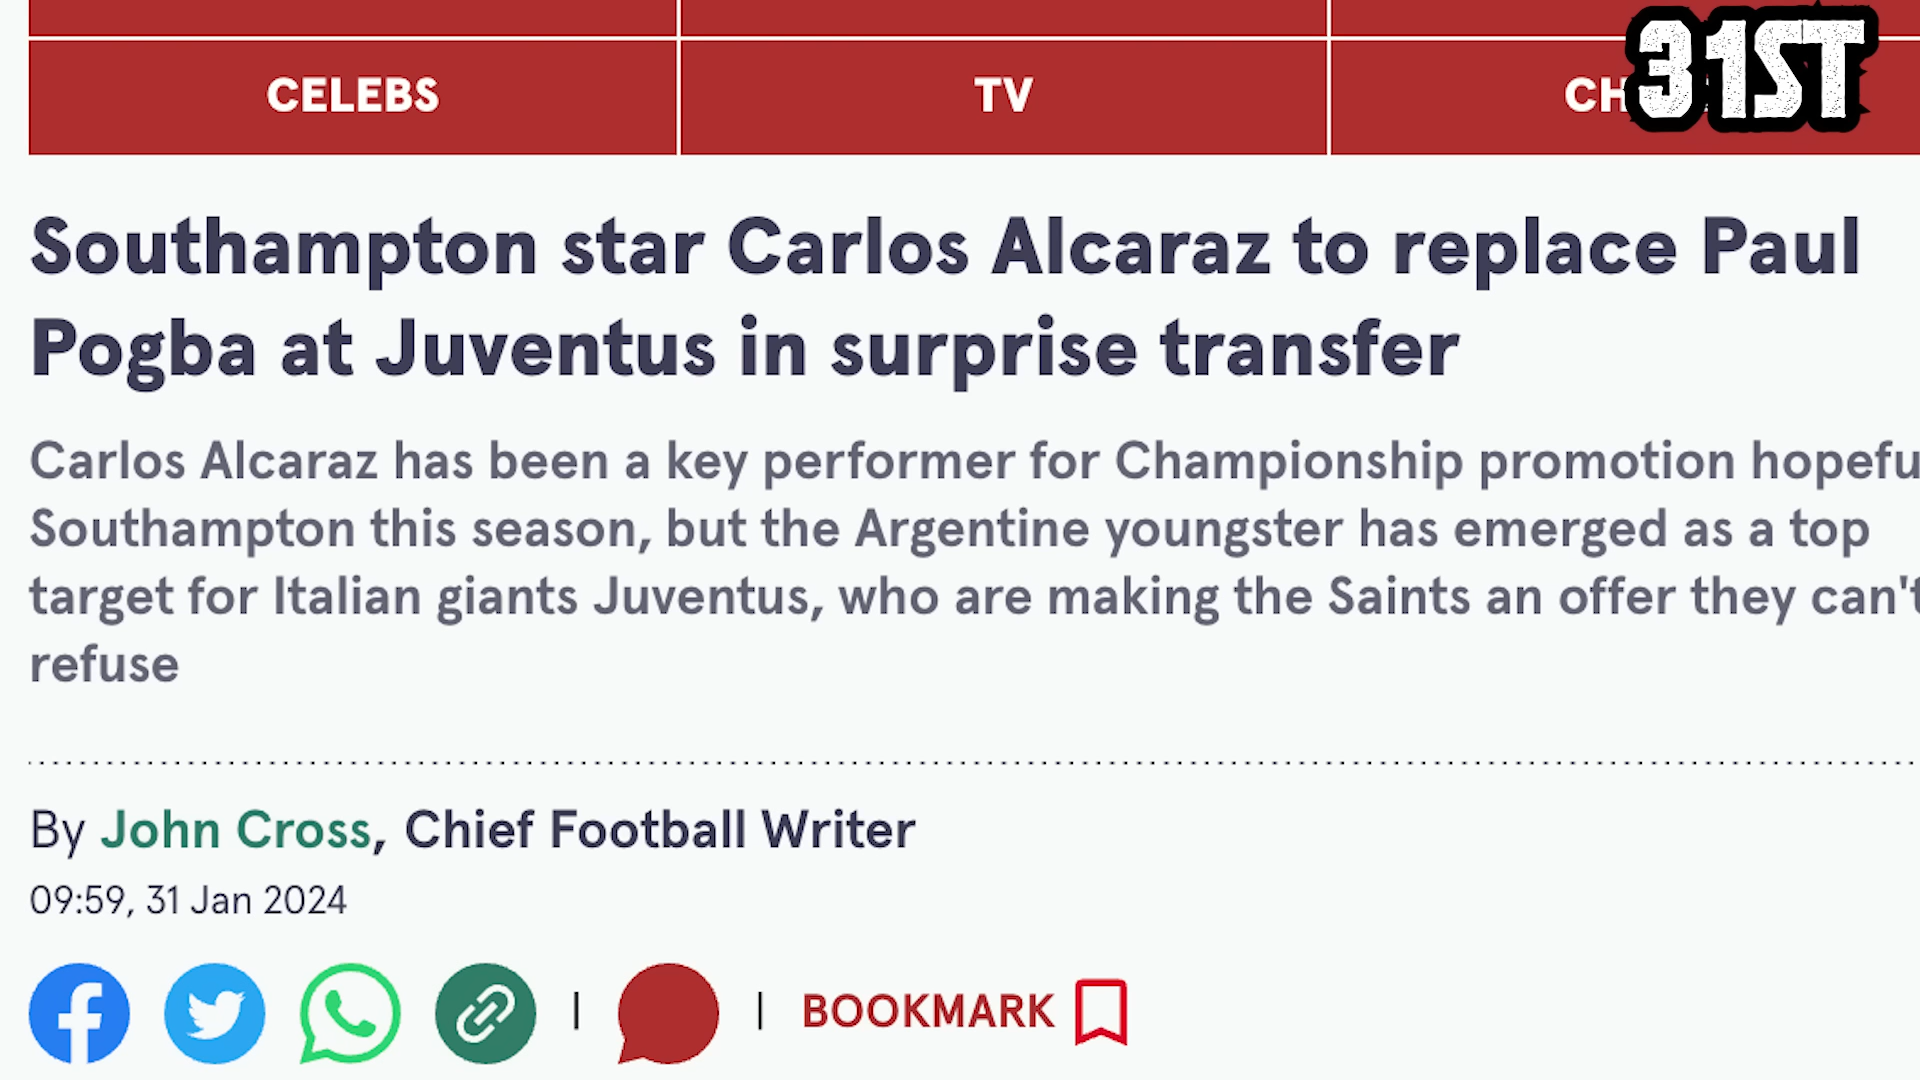 CELEBS TV 31ST
Southampton star Carlos Alcaraz to replace Paul
Pogba at Juventus in surprise transfer
Carlos Alcaraz has been a key performer for Championship promotion
Southampton this season, but the Argentine youngster has emerged as a top
target for Italian giants Juventus, who are making the Saints an offer they can't
refuse
By John Cross, Chief Football Writer
09:59, 31 Jan 2024
| | BOOKMARK